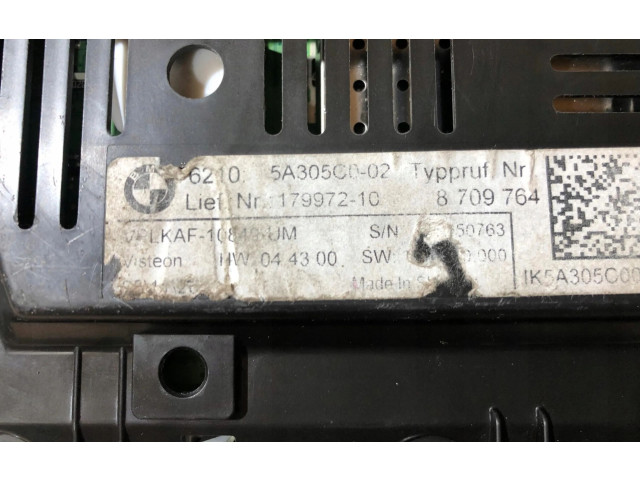 6210 5A305C0-02 Typpruf. Nr
Lief. Nr. 179972-10 8 709 764
UM S/N 50763
Visteon HW. 04 43 00 SW. 000
Made In
IK5A305C0